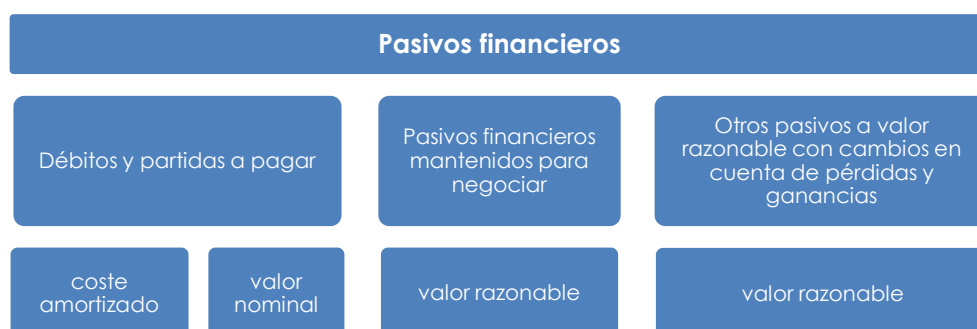 Pasivos financieros
Débitos y partidas a pagar
Pasivos financieros
mantenidos para
negociar
Otros pasivos a valor
razonable con cambios en
cuenta de pérdidas y
ganancias
coste
amortizado
valor
nominal
valor razonable
valor razonable